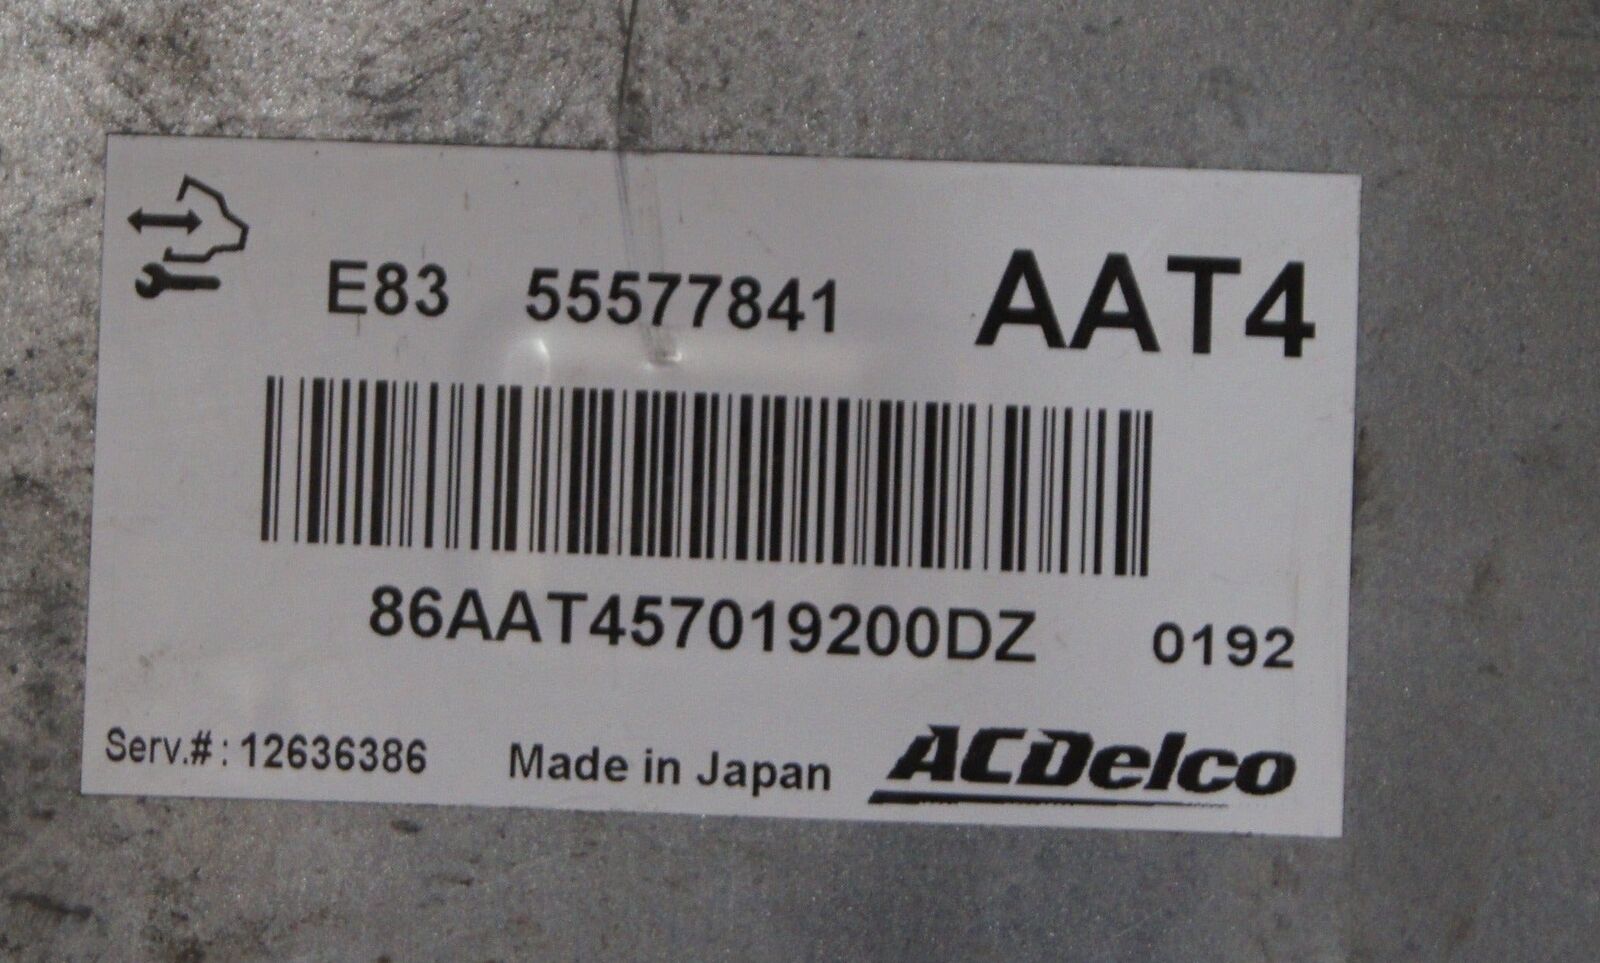 E83 55577841 AAT4
86AAT457019200DZ 0192
Serv.#: 12636386 Made in Japan ACDelco